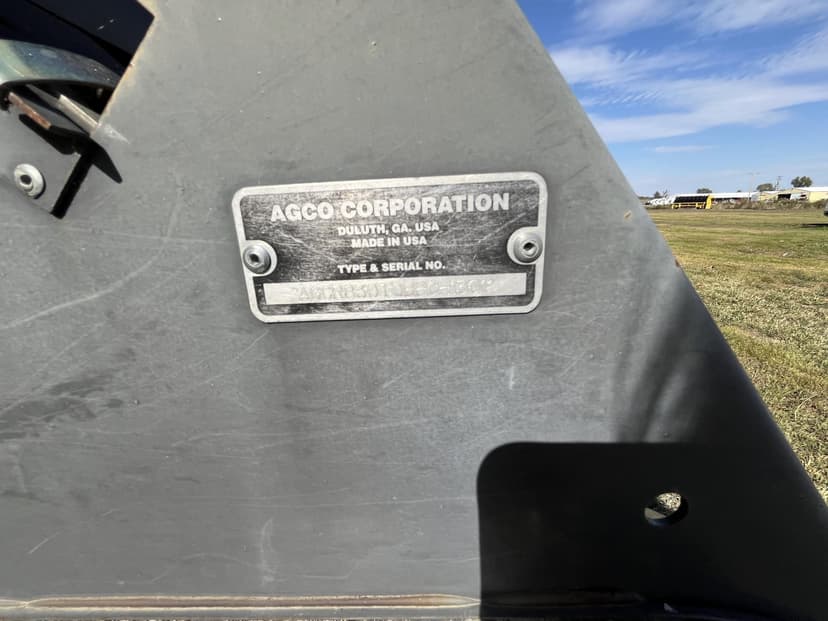 AGCO CORPORATION
DULUTH, GA. USA
MADE IN USA
TYPE & SERIAL NO.